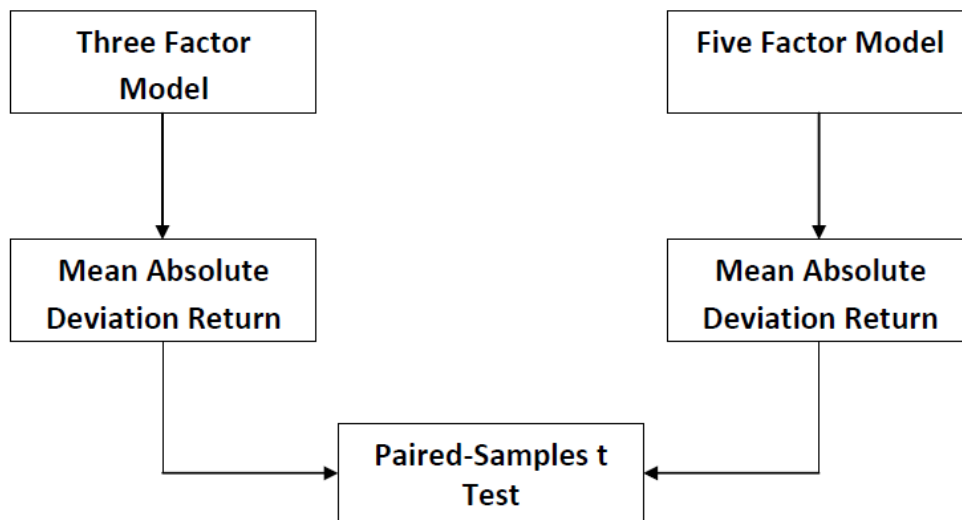 Three Factor
Model
Five Factor Model
Mean Absolute
Deviation Return
Mean Absolute
Deviation Return
Paired-Samples t
Test